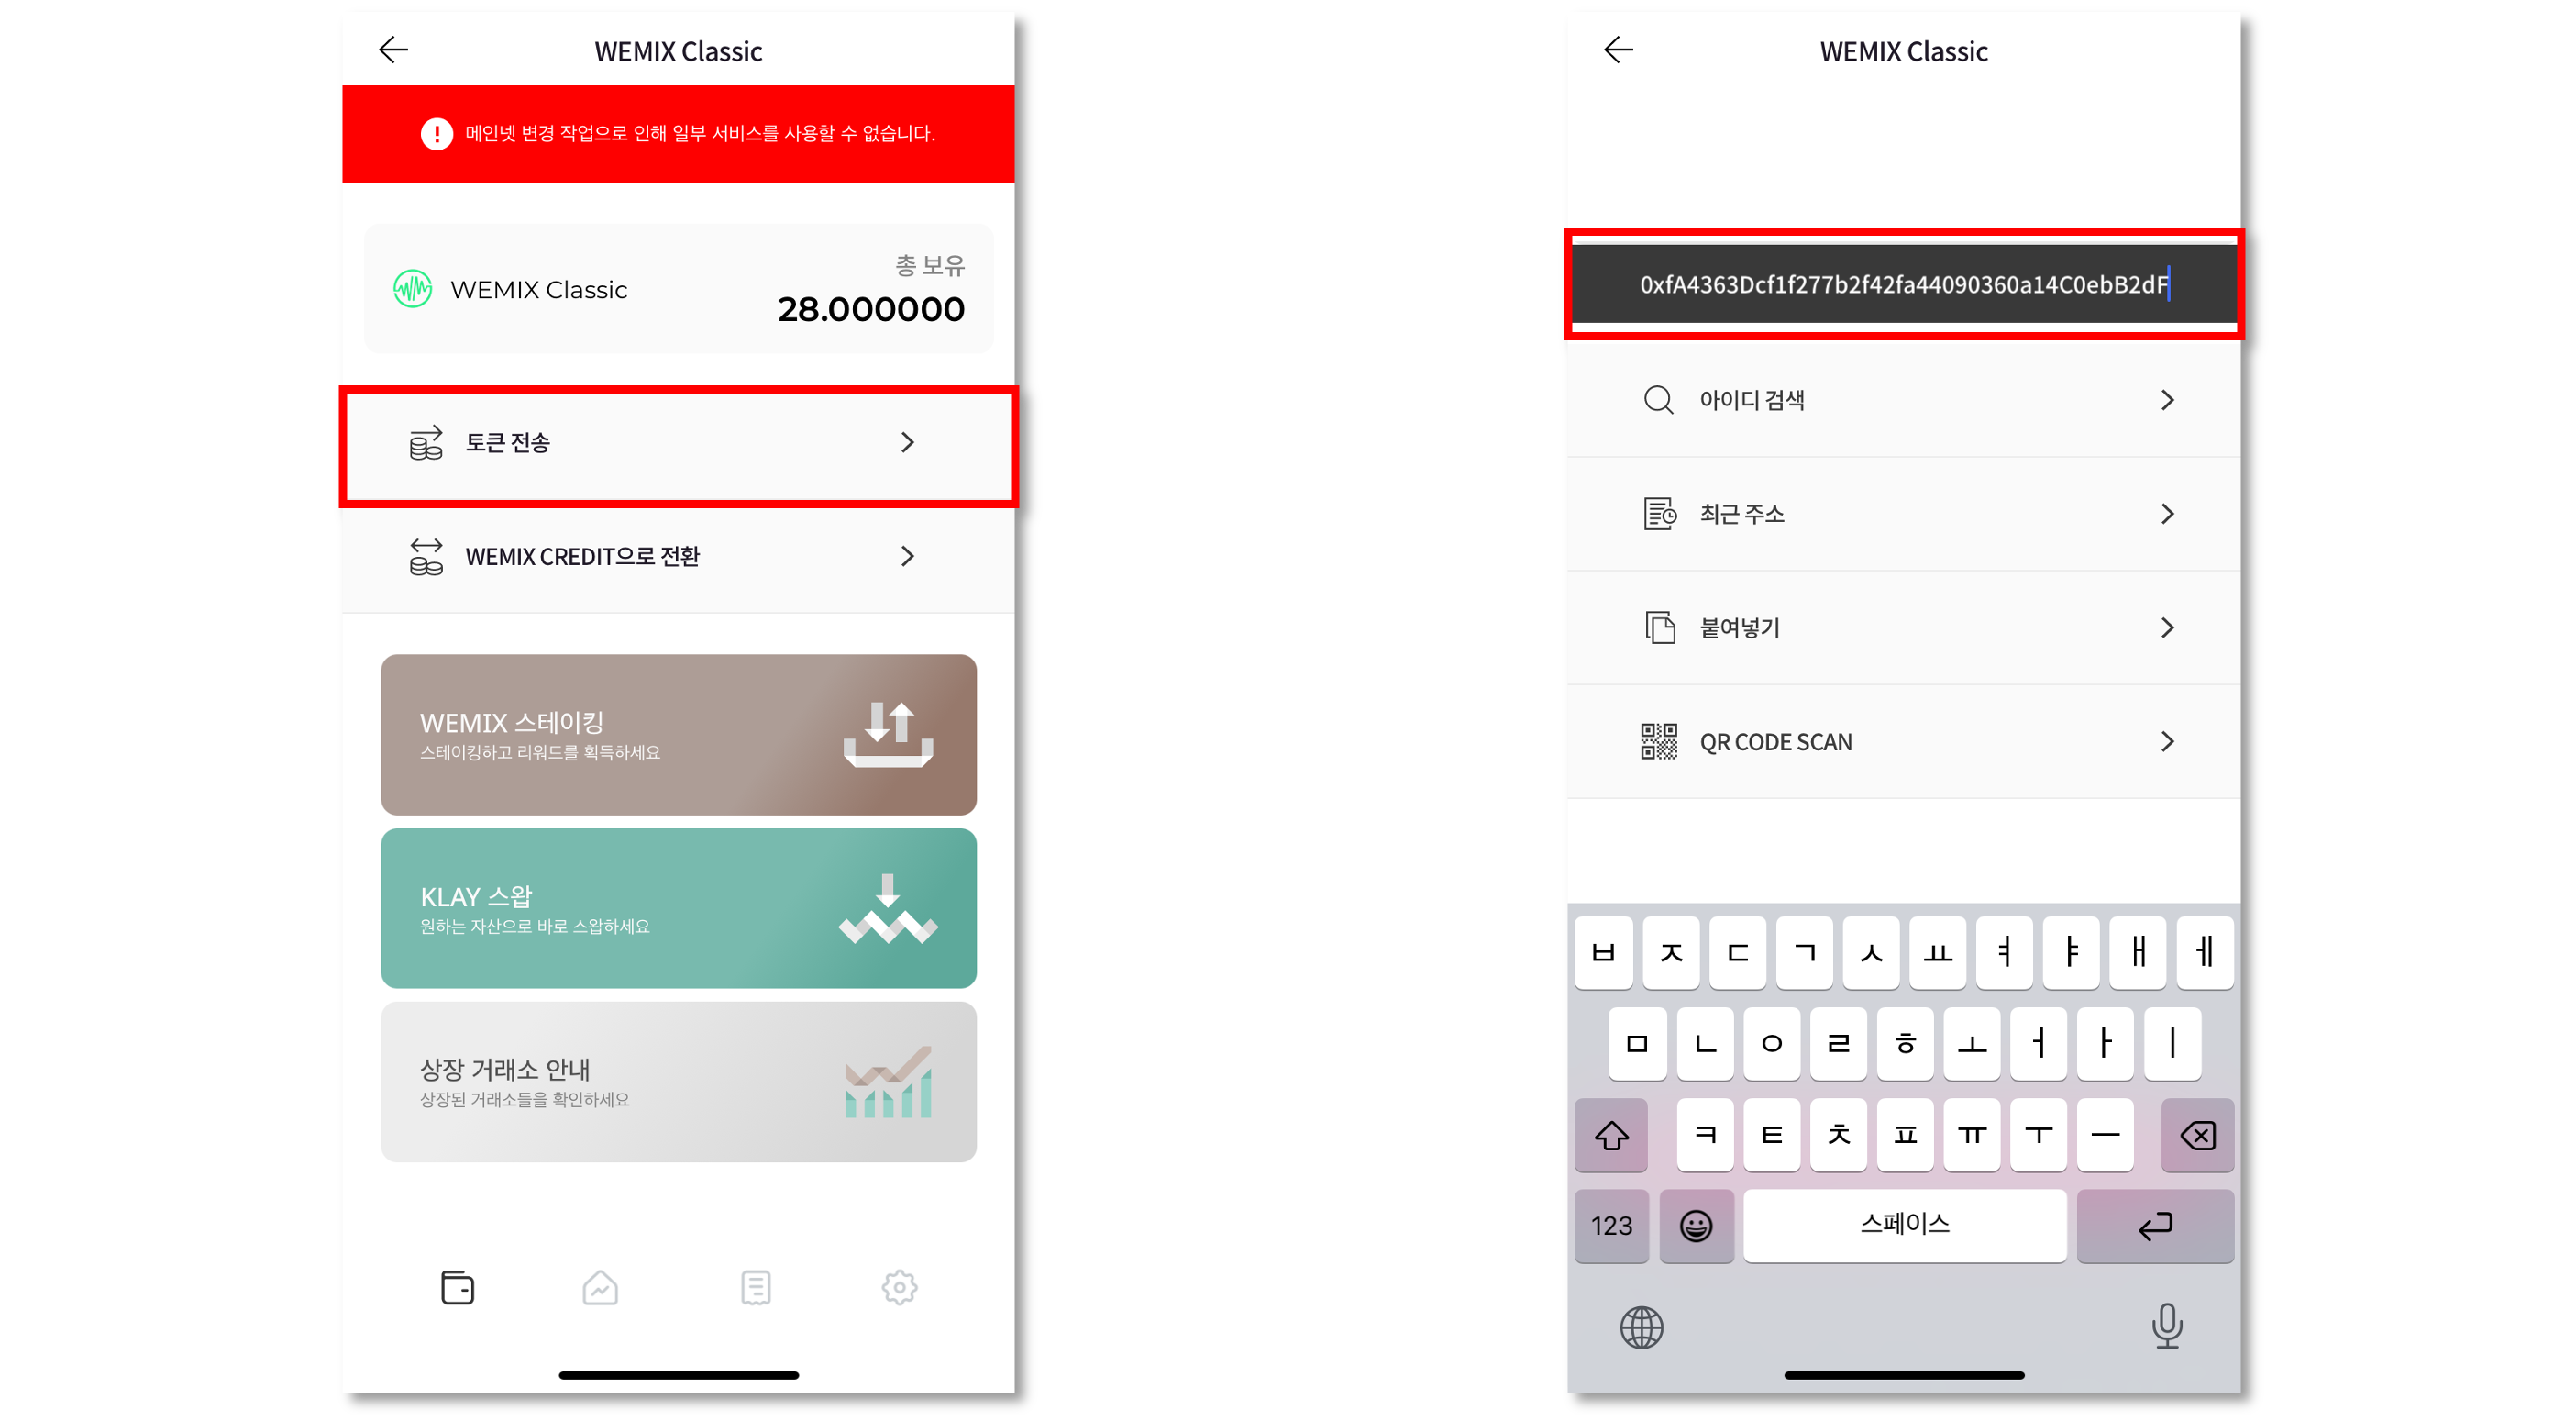 WEMIX Classic
메인넷 변경 작업으로 인해 일부 서비스를 사용할 수 없습니다.
총 보유
WEMIX Classic
28.000000
토큰 전송
WEMIX CREDIT으로 전환
WEMIX 스테이킹
스테이킹하고 리워드를 획득하세요
KLAY 스왑
원하는 자산으로 바로 스왑하세요
상장 거래소 안내
상장된 거래소들을 확인하세요
WEMIX Classic
0xfA4363Dcf1f277b2f42fa44090360a14C0ebB2dF
아이디 검색
최근 주소
붙여넣기
QR CODE SCAN
ㅂ ㅈ ㄷ ㄱ ㅅ ㅛ ㅕ ㅑ ㅐ ㅔ
ㅁ ㄴ ㅇ ㄹ ㅎ ㅗ ㅓ ㅏ ㅣ
ㅋ ㅌ ㅊ ㅍ ㅠ ㅜ ㅡ
123 스페이스